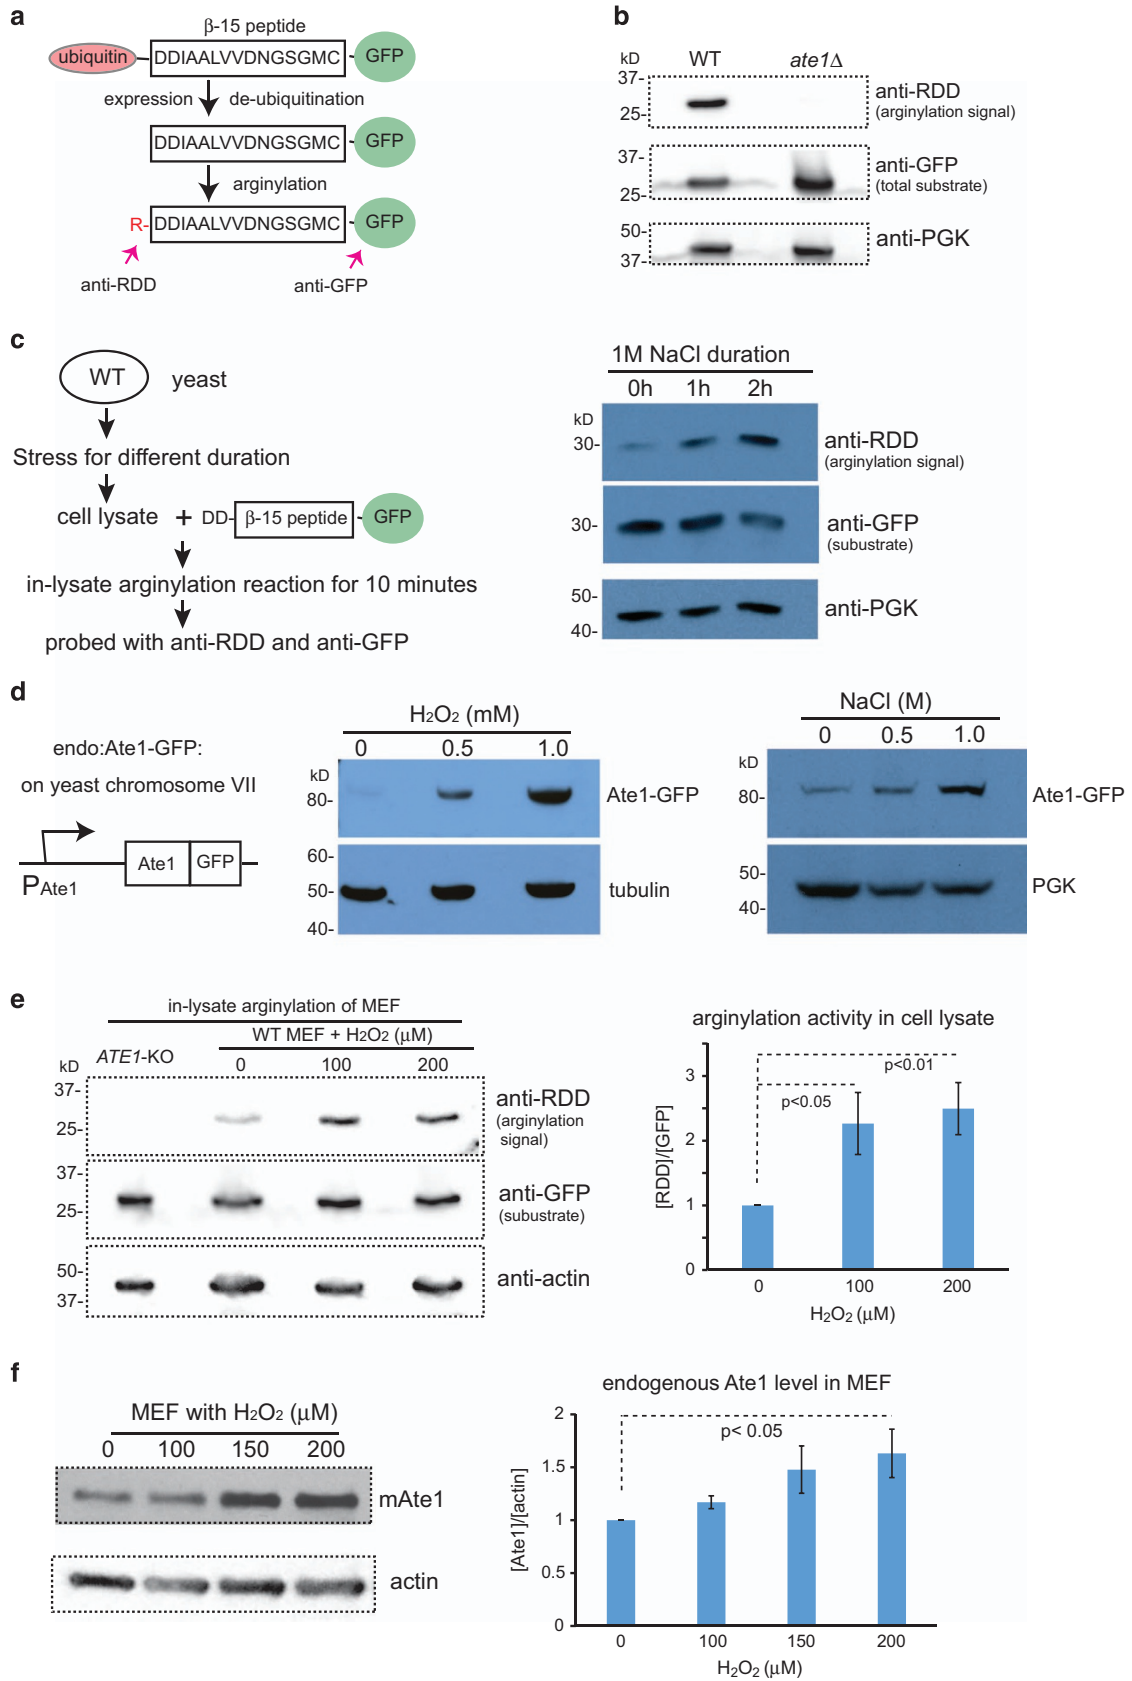 a
β-15 peptide
ubiquitin
DDIAALVVDNGSGMC
GFP
expression
de-ubiquitination
DDIAALVVDNGSGMC
GFP
arginylation
R-
DDIAALVVDNGSGMC
GFP
anti-RDD
anti-GFP
b
kD
WT
ate1Δ
37-
25-
anti-RDD
(arginylation signal)
37-
25-
anti-GFP
(total substrate)
50-
37-
anti-PGK
c
WT
yeast
Stress for different duration
cell lysate
+
DD-
β-15 peptide
GFP
in-lysate arginylation reaction for 10 minutes
probed with anti-RDD and anti-GFP
1M NaCl duration
0h 1h 2h
kD
30-
anti-RDD
(arginylation signal)
30-
anti-GFP
(subustrate)
50-
40-
anti-PGK
d
endo:Ate1-GFP:
on yeast chromosome VII
PAte1
Ate1
GFP
H2O2 (mM)
0 0.5 1.0
kD
80-
Ate1-GFP
60-
50-
40-
tubulin
NaCl (M)
0 0.5 1.0
kD
80-
Ate1-GFP
50-
40-
PGK
e
in-lysate arginylation of MEF
WT MEF + H2O2 (μM)
ATE1-KO
0 100 200
kD
37-
25-
anti-RDD
(arginylation
signal)
37-
25-
anti-GFP
(subustrate)
50-
37-
anti-actin
arginylation activity in cell lysate
[RDD]/[GFP]
3
2
1
0
p<0.05
p<0.01
0 100 200
H2O2 (μM)
f
MEF with H2O2 (μM)
0 100 150 200
mAte1
actin
endogenous Ate1 level in MEF
[Ate1]/[actin]
2
1.5
1
0.5
0
p< 0.05
0 100 150 200
H2O2 (μM)